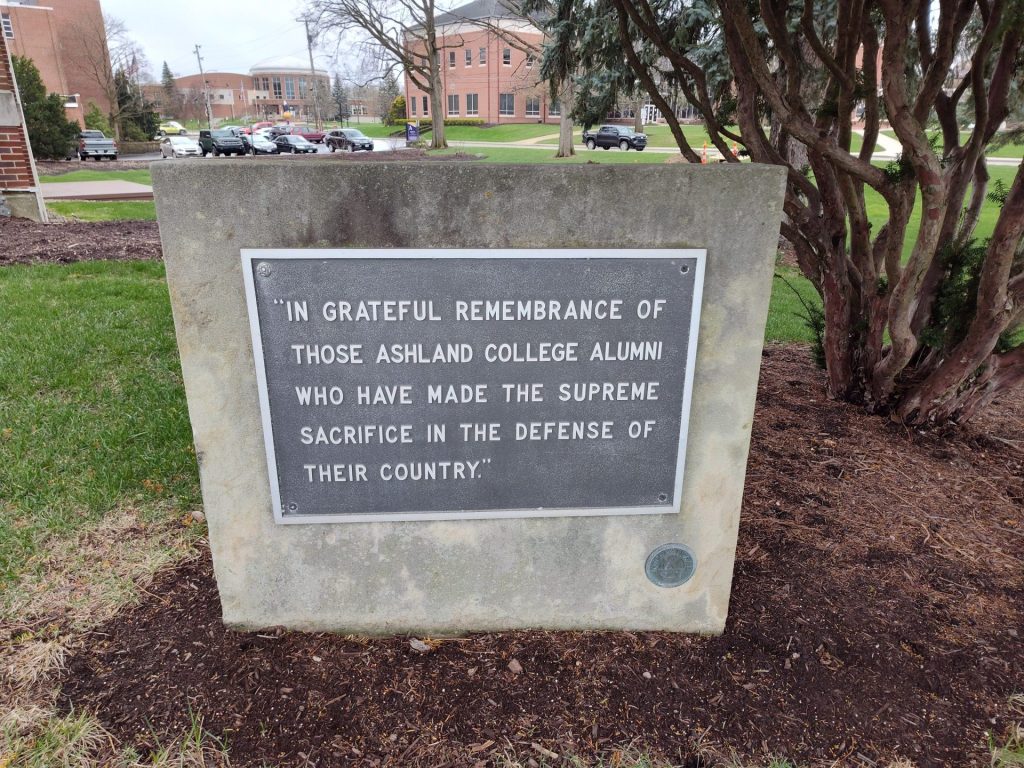 "IN GRATEFUL REMEMBRANCE OF
THOSE ASHLAND COLLEGE ALUMNI
WHO HAVE MADE THE SUPREME
SACRIFICE IN THE DEFENSE OF
THEIR COUNTRY."